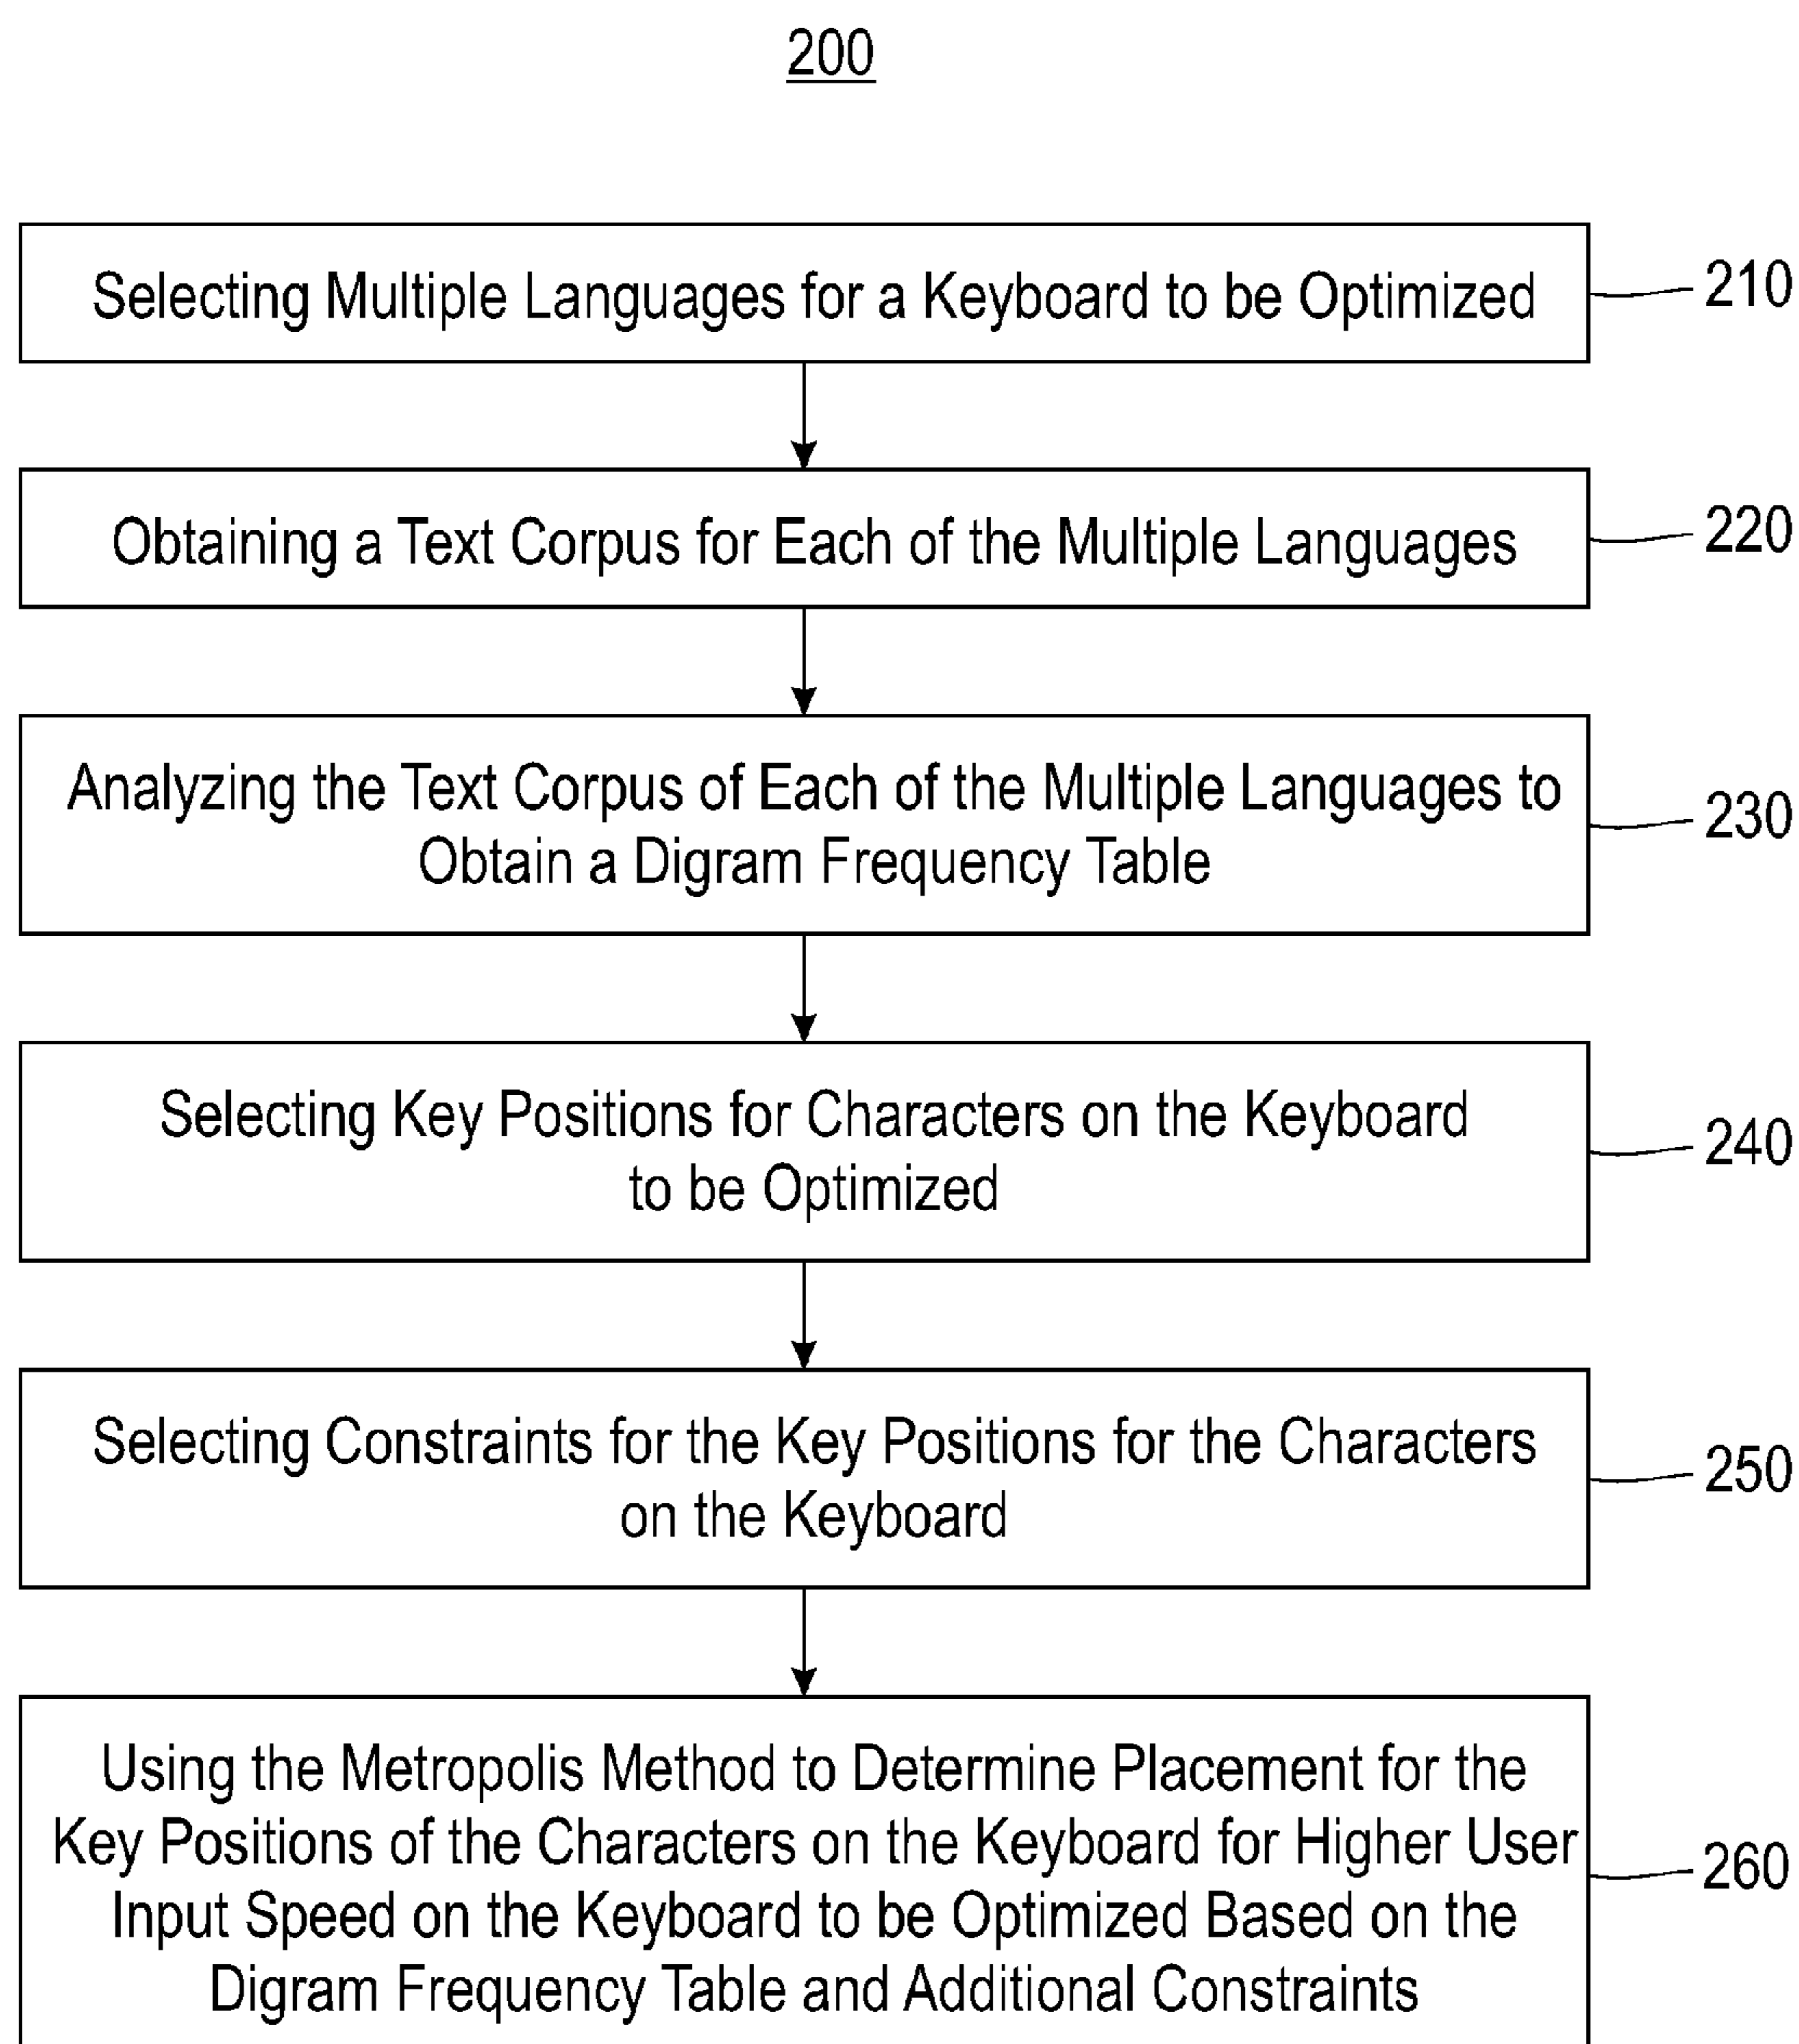 200
Selecting Multiple Languages for a Keyboard to be Optimized
210
Obtaining a Text Corpus for Each of the Multiple Languages
220
Analyzing the Text Corpus of Each of the Multiple Languages to
Obtain a Digram Frequency Table
230
Selecting Key Positions for Characters on the Keyboard
to be Optimized
240
Selecting Constraints for the Key Positions for the Characters
on the Keyboard
250
Using the Metropolis Method to Determine Placement for the
Key Positions of the Characters on the Keyboard for Higher User
Input Speed on the Keyboard to be Optimized Based on the
Digram Frequency Table and Additional Constraints
260